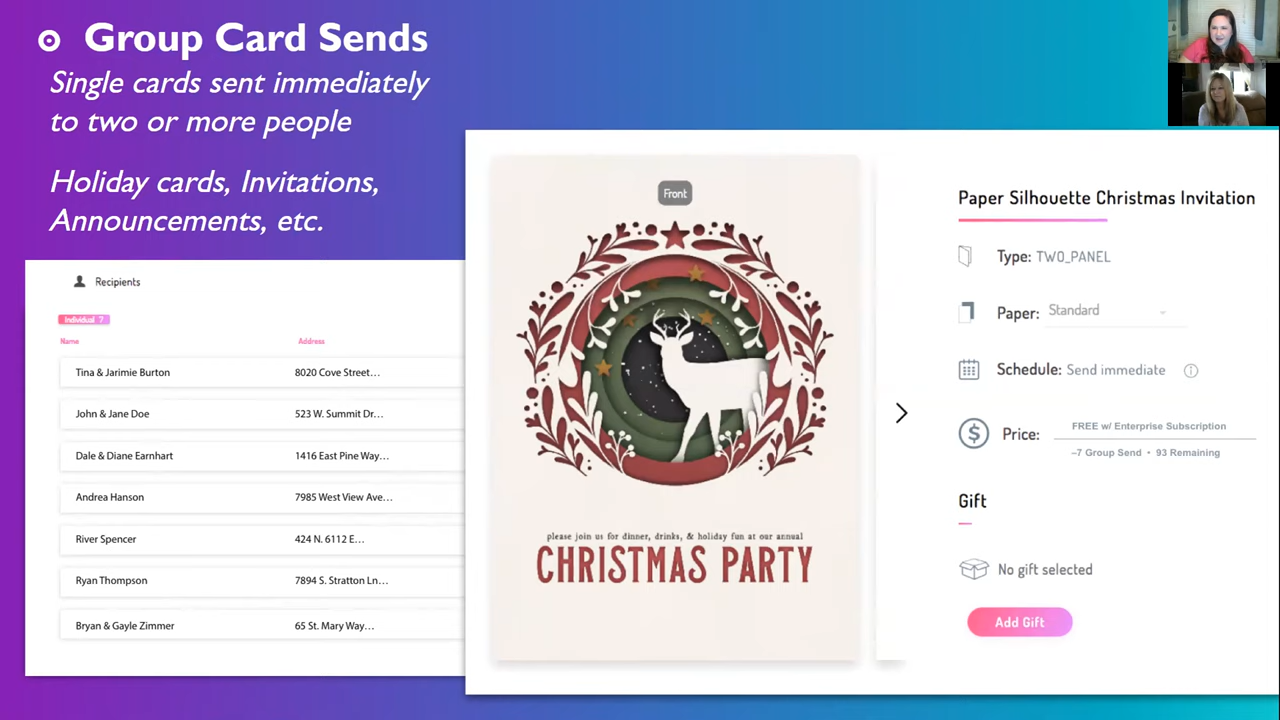 Group Card Sends
Single cards sent immediately
to two or more people
Holiday cards, Invitations,
Announcements, etc.
Recipients
Individual 7
Name Address
Tina & Jarimie Burton 8020 Cove Street...
John & Jane Doe 523 W. Summit Dr...
Dale & Diane Earnhart 1416 East Pine Way...
Andrea Hanson 7985 West View Ave...
River Spencer 424 N. 6112 E...
Ryan Thompson 7894 S. Stratton Ln...
Bryan & Gayle Zimmer 65 St. Mary Way...
Front
please join us for dinner, drinks, & holiday fun at our annual
CHRISTMAS PARTY
Paper Silhouette Christmas Invitation
Type: TWO_PANEL
Paper: Standard
Schedule: Send immediate
Price: FREE w/ Enterprise Subscription
–7 Group Send • 93 Remaining
Gift
No gift selected
Add Gift